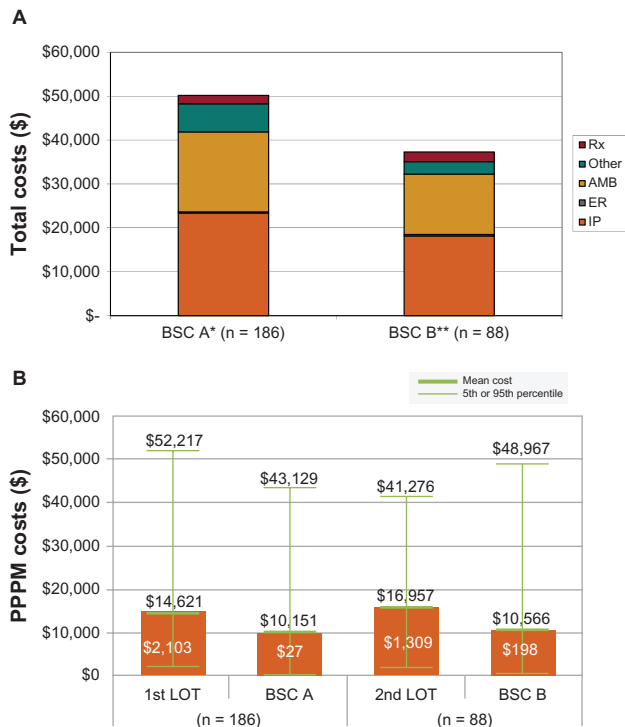 A
$60,000
$50,000
$40,000
$30,000
$20,000
$10,000
$-
Total costs ($)
BSC A* (n = 186)
BSC B** (n = 88)
Rx
Other
AMB
ER
IP
B
Mean cost
5th or 95th percentile
$60,000
$50,000
$40,000
$30,000
$20,000
$10,000
$0
PPPM costs ($)
$52,217
$43,129
$41,276
$48,967
$14,621
$10,151
$16,957
$10,566
$2,103
$27
$1,309
$198
1st LOT
BSC A
2nd LOT
BSC B
(n = 186)
(n = 88)